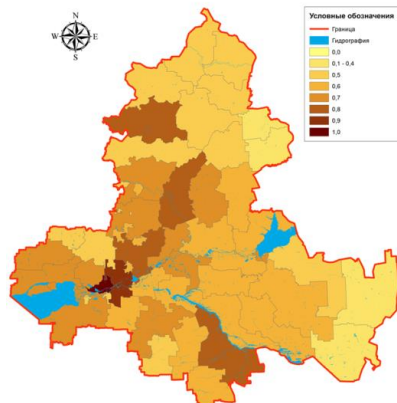 N
W
E
S
Условные обозначения
Граница
Гидрография
0,0
0,1 - 0,4
0,5
0,6
0,7
0,8
0,9
1,0